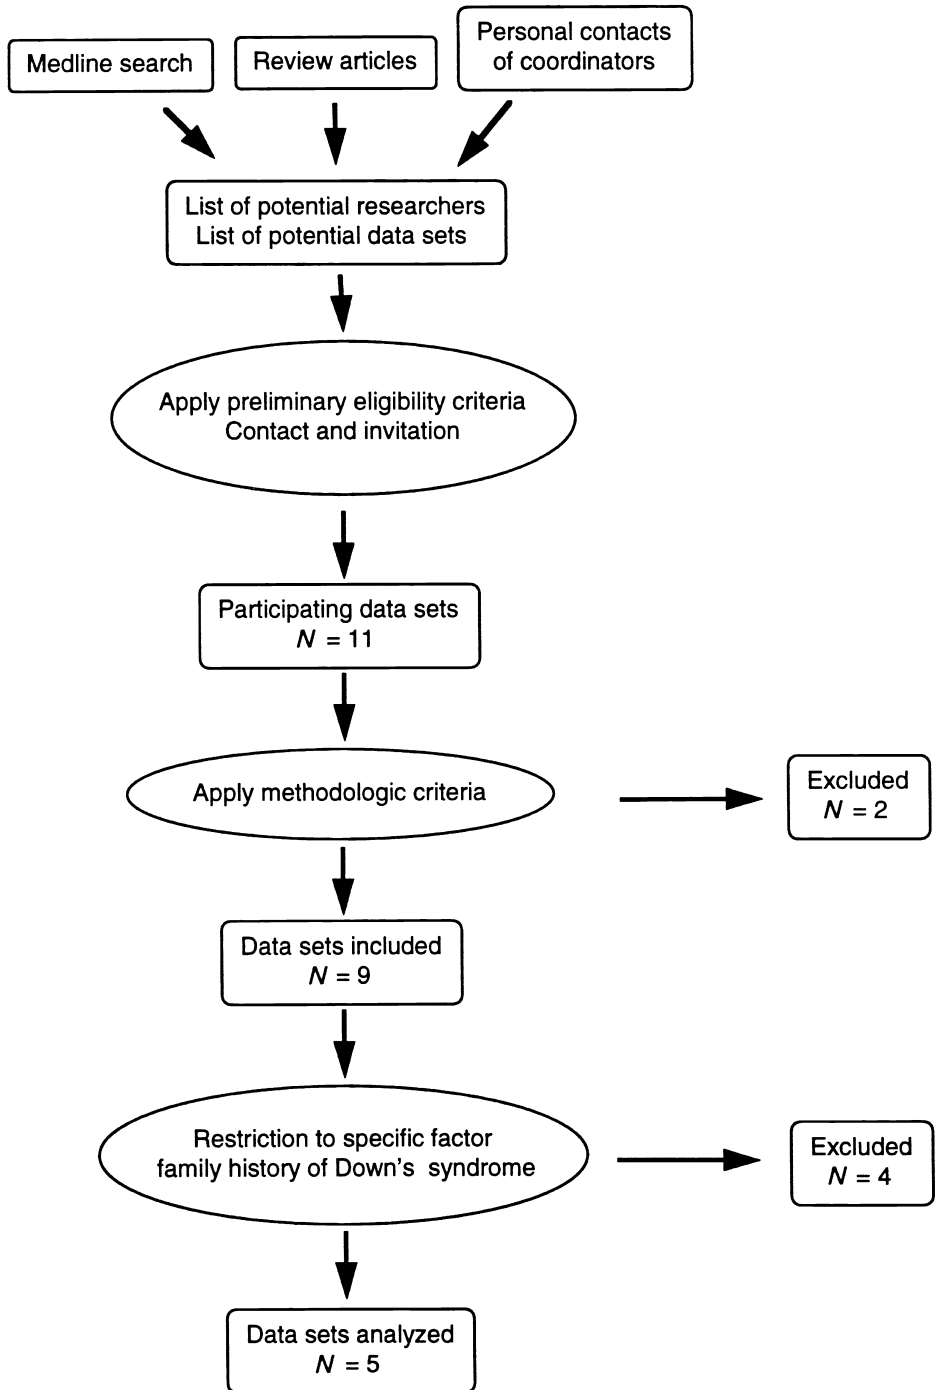 Medline search
Review articles
Personal contacts
of coordinators
List of potential researchers
List of potential data sets
Apply preliminary eligibility criteria
Contact and invitation
Participating data sets
N = 11
Apply methodologic criteria
Excluded
N = 2
Data sets included
N = 9
Restriction to specific factor
family history of Down's syndrome
Excluded
N = 4
Data sets analyzed
N = 5